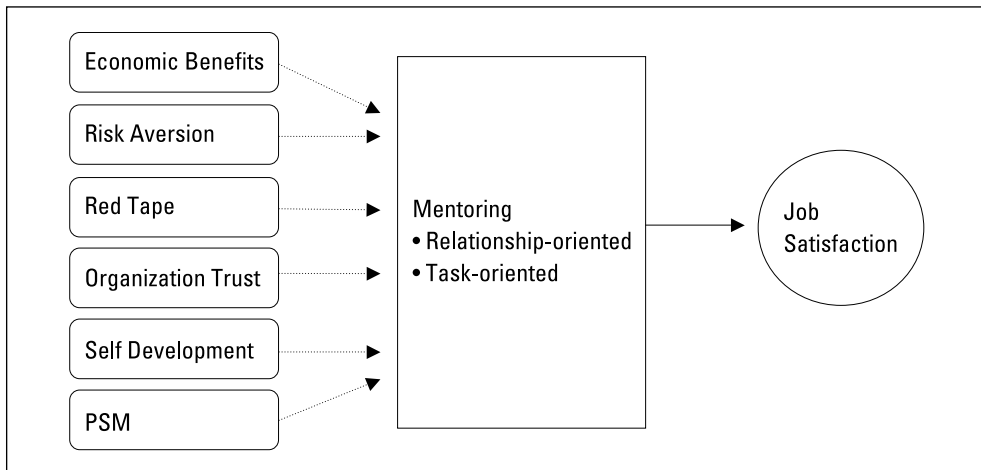 Economic Benefits
Risk Aversion
Red Tape
Organization Trust
Self Development
PSM
Mentoring
• Relationship-oriented
• Task-oriented
Job
Satisfaction